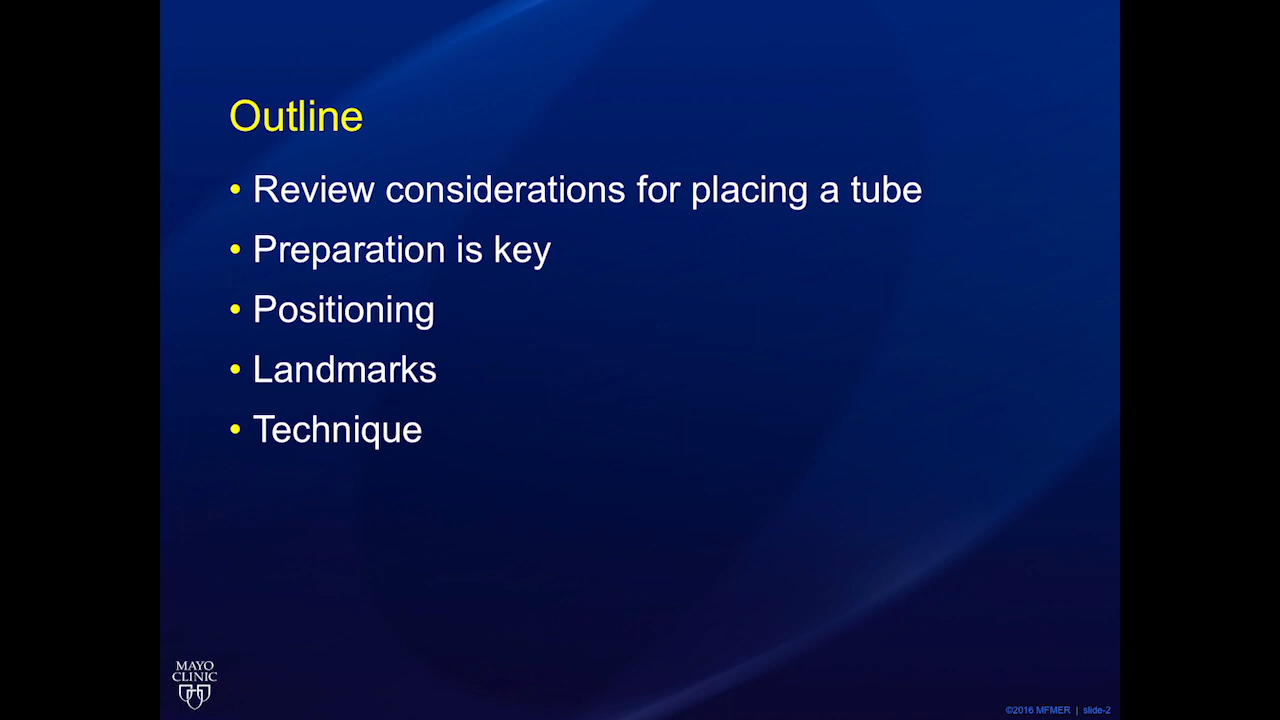 Outline
• Review considerations for placing a tube
• Preparation is key
• Positioning
• Landmarks
• Technique
MAYO
CLINIC
©2016 MFMER | slide-2